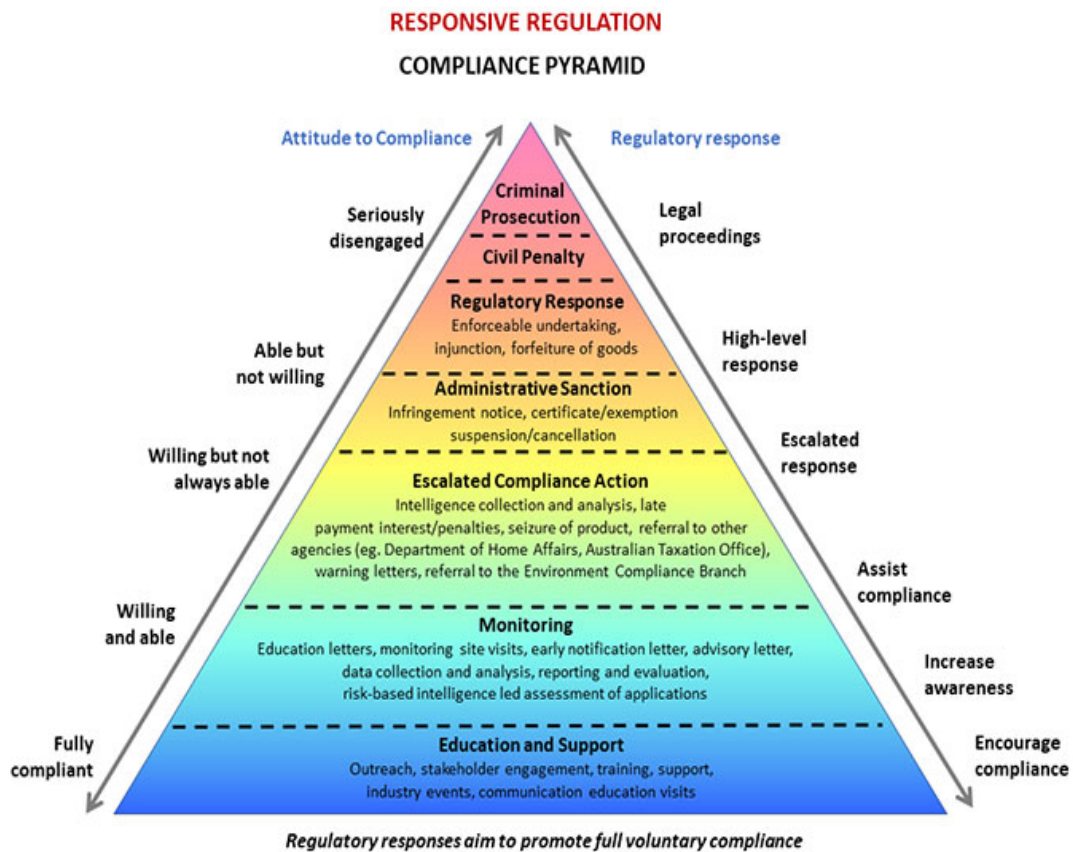 RESPONSIVE REGULATION
COMPLIANCE PYRAMID
Attitude to Compliance
Regulatory response
Seriously
disengaged
Able but
not willing
Willing but not
always able
Willing
and able
Fully
compliant
Criminal
Prosecution
Civil Penalty
Regulatory Response
Enforceable undertaking,
injunction, forfeiture of goods
Administrative Sanction
Infringement notice, certificate/exemption
suspension/cancellation
Escalated Compliance Action
Intelligence collection and analysis, late
payment interest/penalties, seizure of product, referral to other
agencies (eg. Department of Home Affairs, Australian Taxation Office),
warning letters, referral to the Environment Compliance Branch
Monitoring
Education letters, monitoring site visits, early notification letter, advisory letter,
data collection and analysis, reporting and evaluation,
risk-based intelligence led assessment of applications
Education and Support
Outreach, stakeholder engagement, training, support,
industry events, communication education visits
Legal
proceedings
High-level
response
Escalated
response
Assist
compliance
Increase
awareness
Encourage
compliance
Regulatory responses aim to promote full voluntary compliance